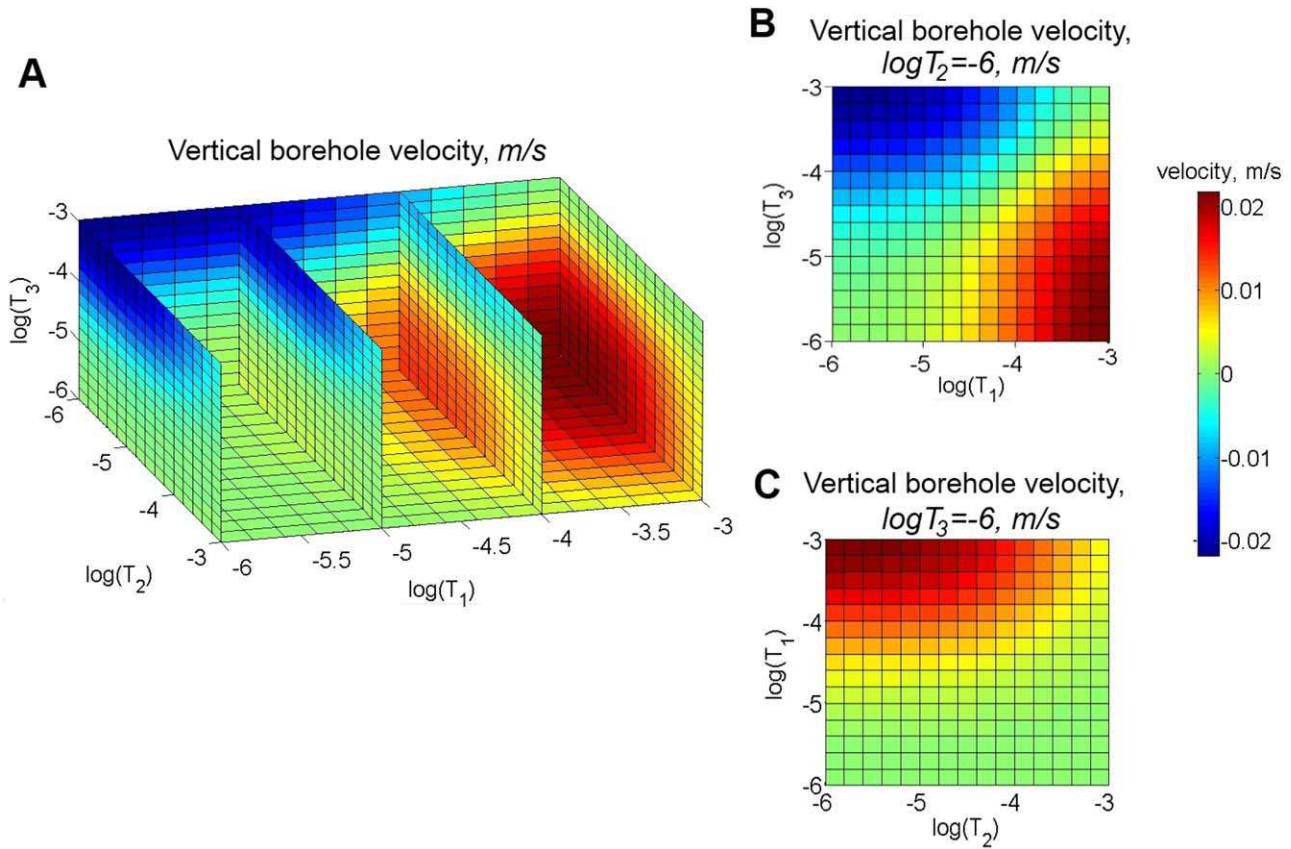 A
Vertical borehole velocity, m/s
log(T3)
-3
-4
-5
-6
-6
-5
-4
-3
log(T2)
-6
-5.5
-5
-4.5
-4
-3.5
-3
log(T1)
B
Vertical borehole velocity,
logT2=-6, m/s
log(T3)
-3
-4
-5
-6
-6
-5
-4
-3
log(T1)
velocity, m/s
0.02
0.01
0
-0.01
-0.02
C
Vertical borehole velocity,
logT3=-6, m/s
log(T1)
-3
-4
-5
-6
-6
-5
-4
-3
log(T2)